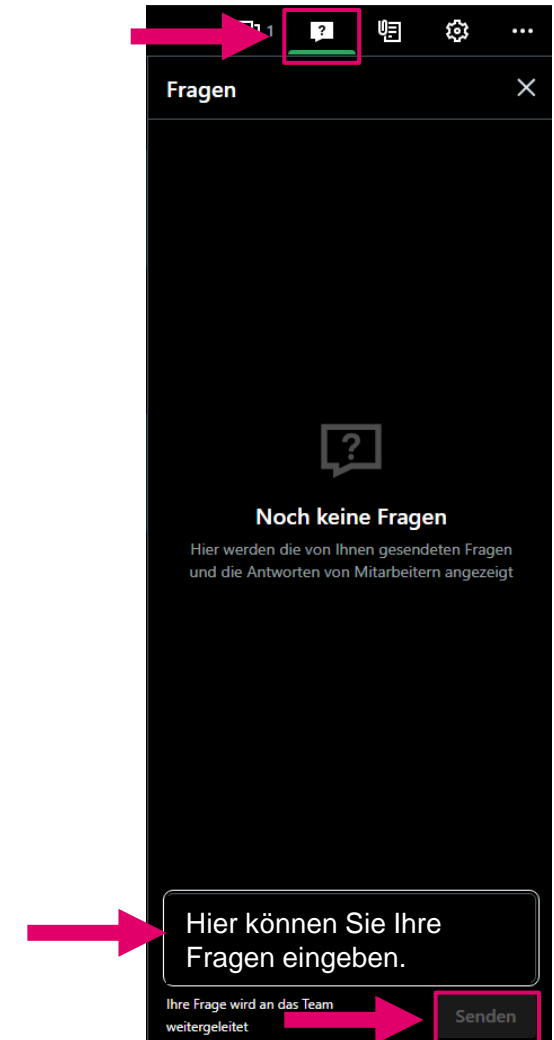 1
?
Fragen
?
Noch keine Fragen
Hier werden die von Ihnen gesendeten Fragen
und die Antworten von Mitarbeitern angezeigt
Hier können Sie Ihre
Fragen eingeben.
Ihre Frage wird an das Team
weitergeleitet
Senden